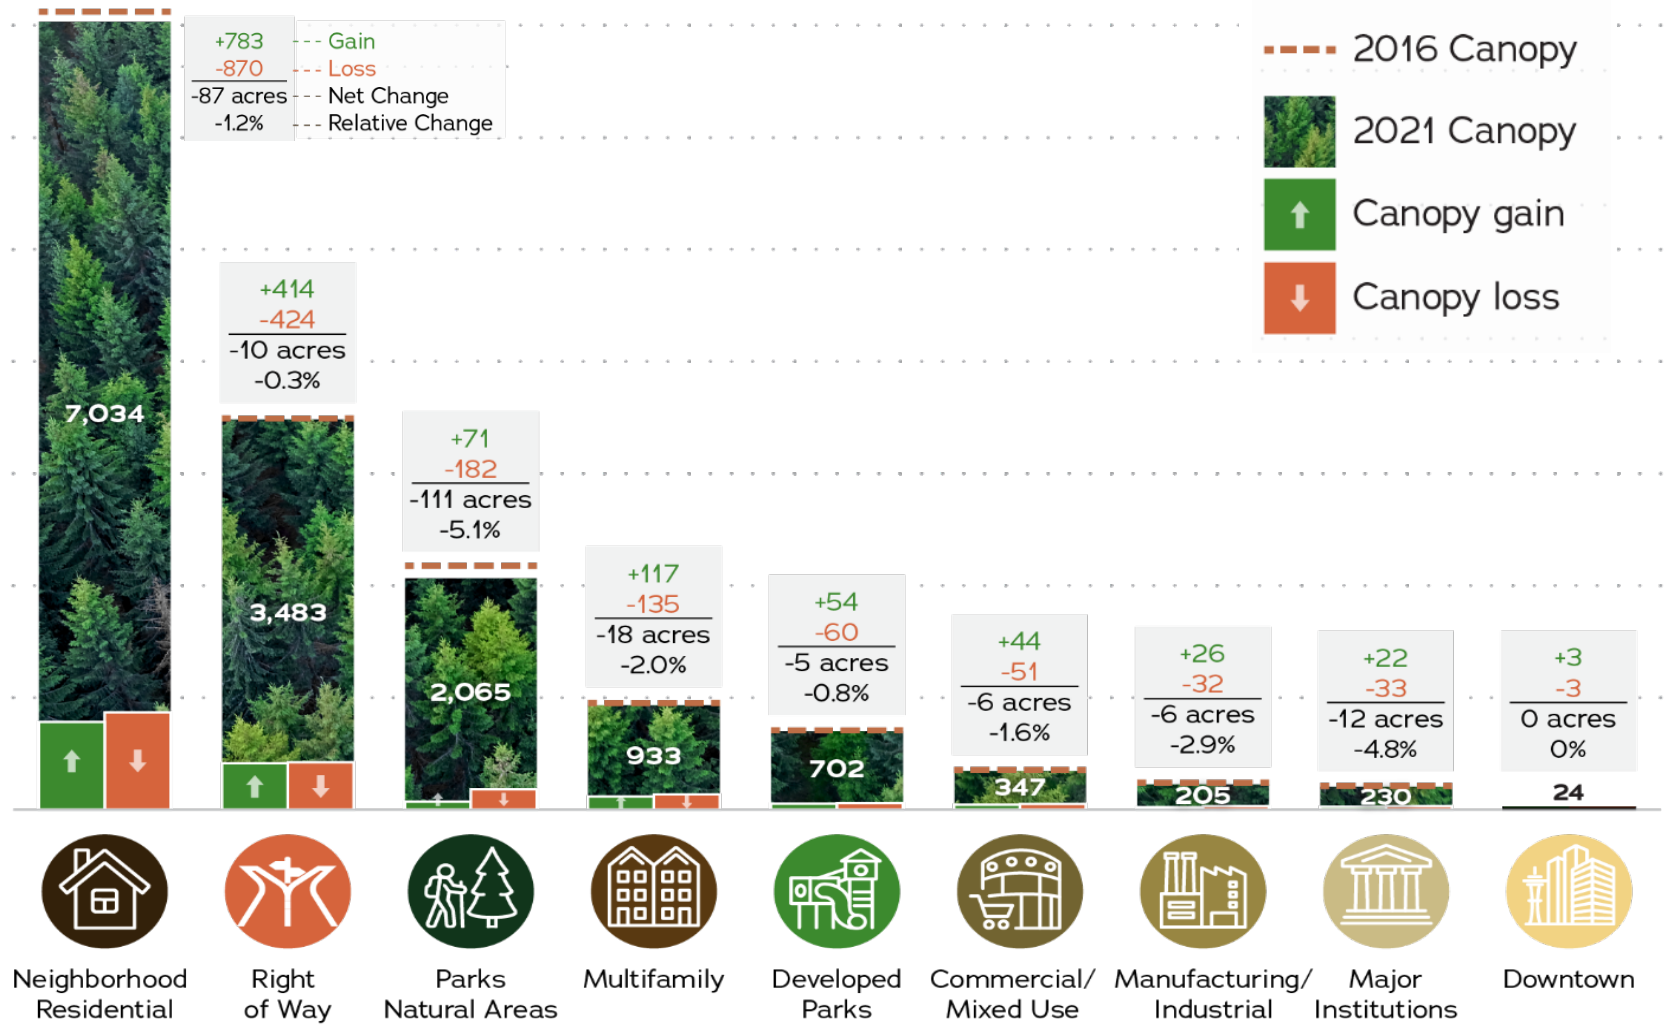 +783
Gain
-870
Loss
-87 acres
Net Change
-1.2%
Relative Change
2016 Canopy
2021 Canopy
Canopy gain
Canopy loss
7,034
+414
-424
-10 acres
-0.3%
3,483
+71
-182
-111 acres
-5.1%
2,065
+117
-135
-18 acres
-2.0%
933
+54
-60
-5 acres
-0.8%
702
+44
-51
-6 acres
-1.6%
347
+26
-32
-6 acres
-2.9%
205
+22
-33
-12 acres
-4.8%
230
+3
-3
0 acres
0%
24
Neighborhood
Residential
Right
of Way
Parks
Natural Areas
Multifamily
Developed
Parks
Commercial/
Mixed Use
Manufacturing/
Industrial
Major
Institutions
Downtown